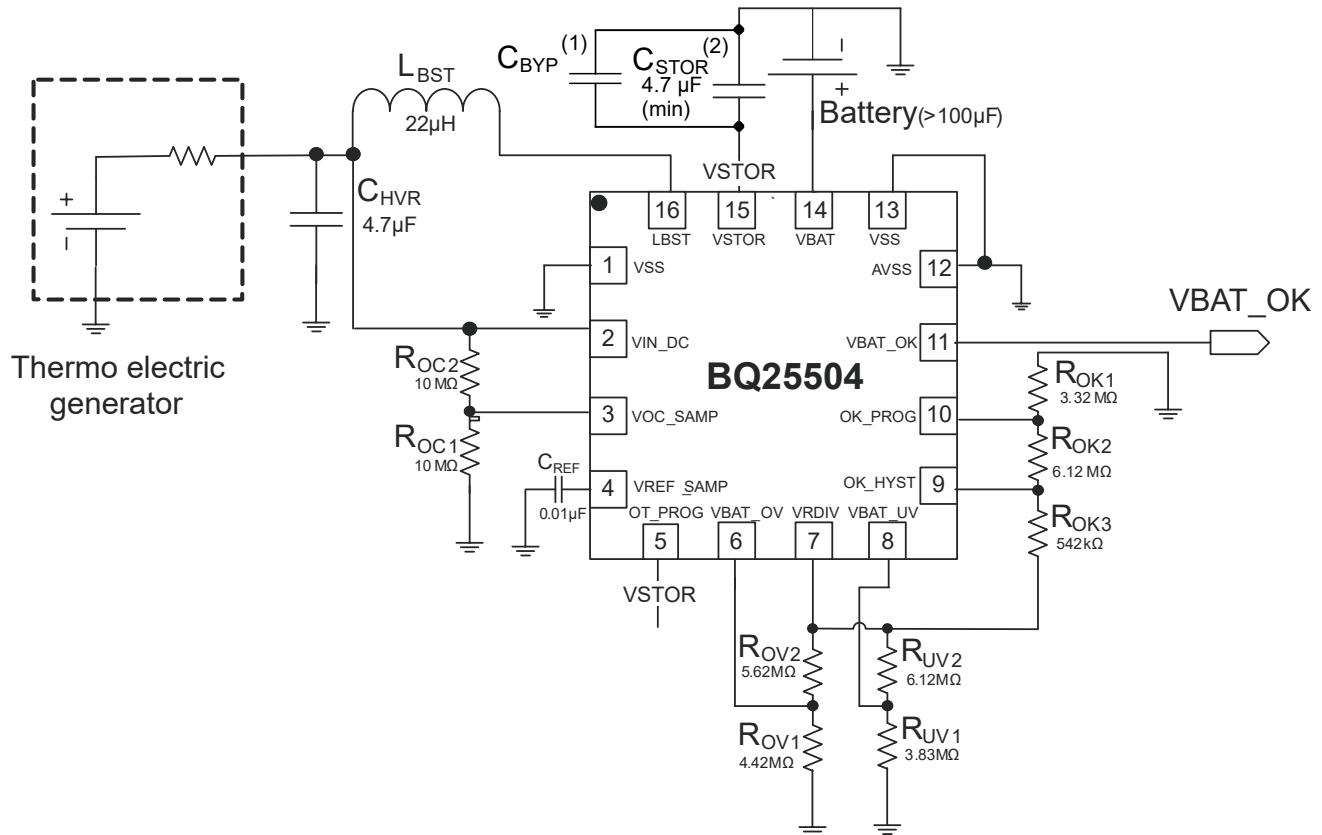 C_BYP (1)
C_STOR (2)
4.7 µF
(min)
−
+
Battery(>100µF)
L_BST
22µH
VSTOR
+
−
C_HVR
4.7µF
Thermo electric
generator
16 15 14 13
LBST VSTOR VBAT VSS
1 VSS
AVSS 12
2 VIN_DC
VBAT_OK 11
VBAT_OK
BQ25504
3 VOC_SAMP
OK_PROG 10
4 VREF_SAMP
OK_HYST 9
OT_PROG VBAT_OV VRDIV VBAT_UV
5 6 7 8
R_OC2
10 MΩ
R_OC1
10 MΩ
C_REF
0.01µF
R_OK1
3.32 MΩ
R_OK2
6.12 MΩ
R_OK3
542kΩ
VSTOR
R_OV2
5.62MΩ
R_UV2
6.12MΩ
R_OV1
4.42MΩ
R_UV1
3.83MΩ